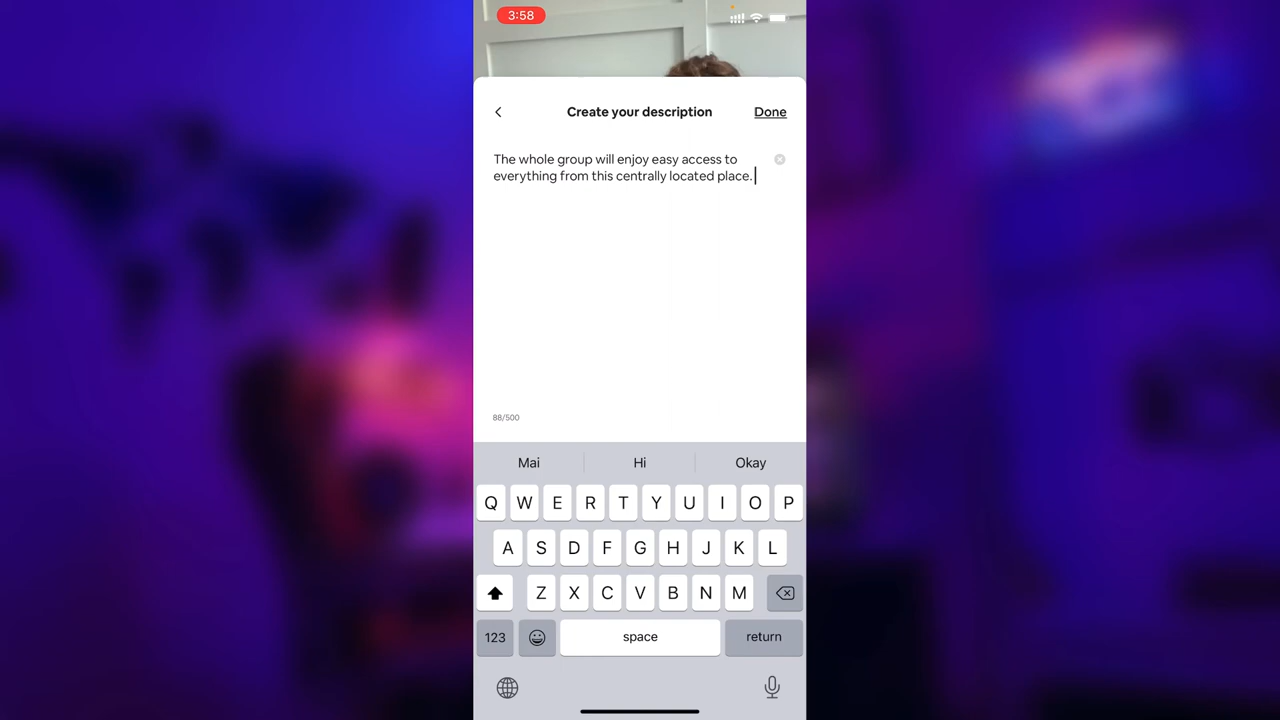 3:58
Create your description
Done
The whole group will enjoy easy access to
everything from this centrally located place.
88/500
Mai
Hi
Okay
Q W E R T Y U I O P
A S D F G H J K L
Z X C V B N M
123
space
return